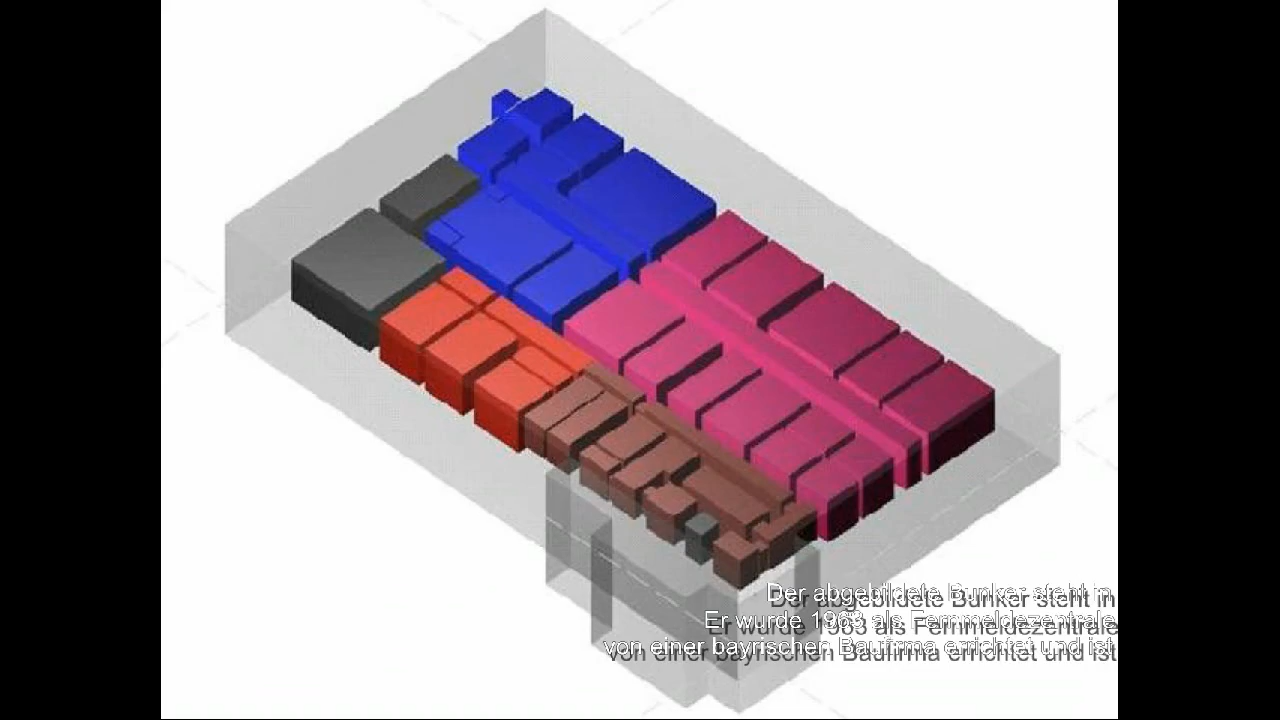 Der abgebildete Bunker steht in
Er wurde 1963 als Fernmeldezentrale
von einer bayrischen Baufirma errichtet und ist